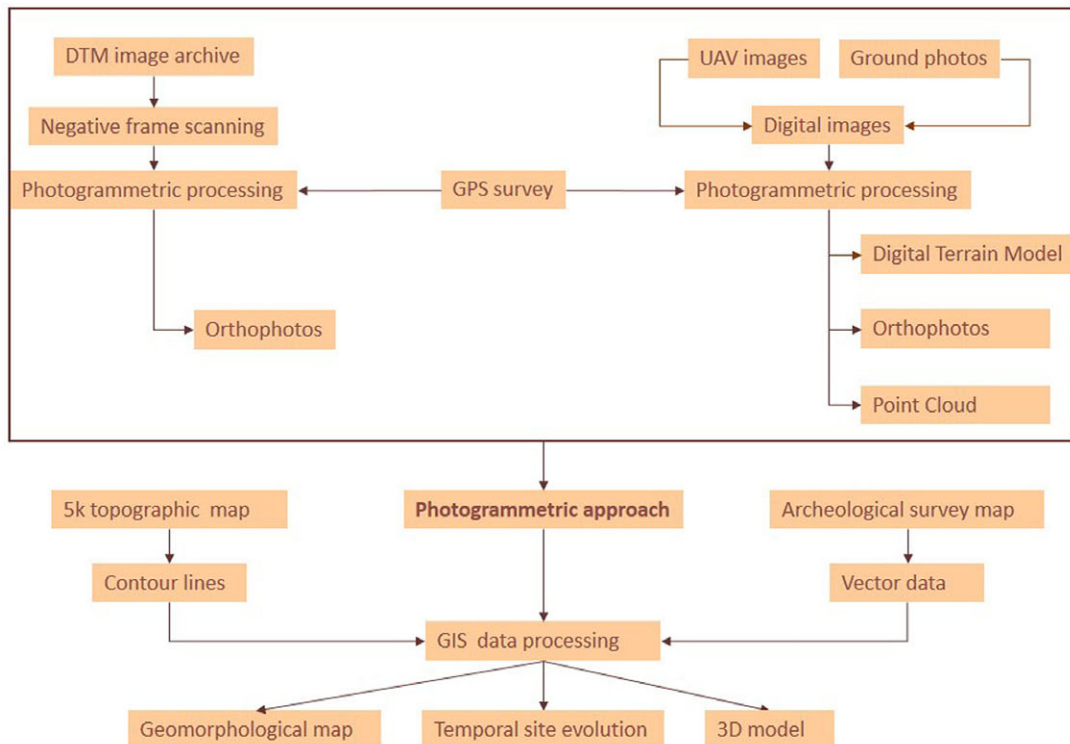 DTM image archive
UAV images
Ground photos
Negative frame scanning
Digital images
Photogrammetric processing
GPS survey
Photogrammetric processing
Digital Terrain Model
Orthophotos
Orthophotos
Point Cloud
5k topographic map
Photogrammetric approach
Archeological survey map
Contour lines
Vector data
GIS data processing
Geomorphological map
Temporal site evolution
3D model